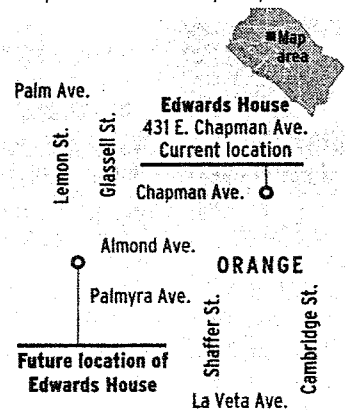 Map
area
Palm Ave.
Lemon St.
Glassell St.
Edwards House
431 E. Chapman Ave.
Current location
Chapman Ave.
Almond Ave.
ORANGE
Palmyra Ave.
Shaffer St.
Cambridge St.
Future location of
Edwards House
La Veta Ave.